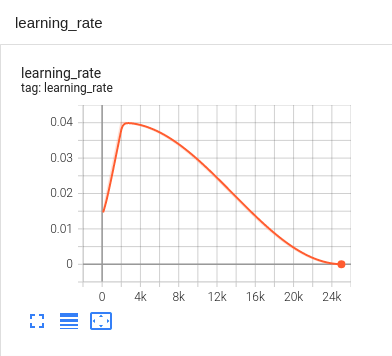 learning_rate
learning_rate
tag: learning_rate
0.04
0.03
0.02
0.01
0
0 4k 8k 12k 16k 20k 24k